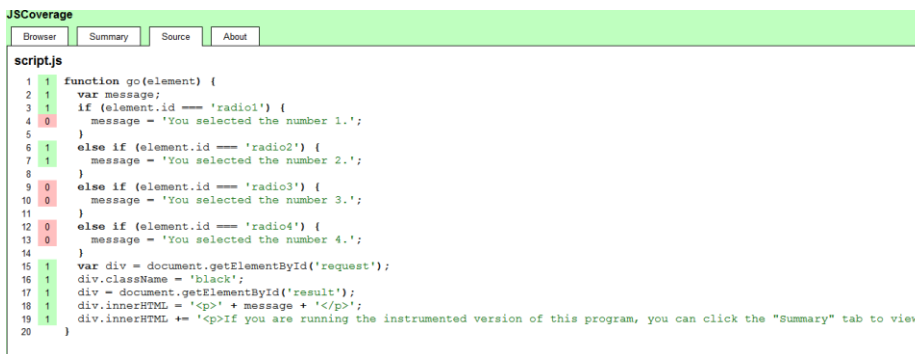 JSCoverage
Browser Summary Source About
script.js
1 1 function go(element) {
2 1 var message;
3 1 if (element.id === 'radio1') {
4 0 message = 'You selected the number 1.';
5 }
6 1 else if (element.id === 'radio2') {
7 1 message = 'You selected the number 2.';
8 }
9 0 else if (element.id === 'radio3') {
10 0 message = 'You selected the number 3.';
11 }
12 0 else if (element.id === 'radio4') {
13 0 message = 'You selected the number 4.';
14 }
15 1 var div = document.getElementById('request');
16 1 div.className = 'black';
17 1 div = document.getElementById('result');
18 1 div.innerHTML = '<p>' + message + '</p>';
19 1 div.innerHTML += '<p>If you are running the instrumented version of this program, you can click the "Summary" tab to view
20 }